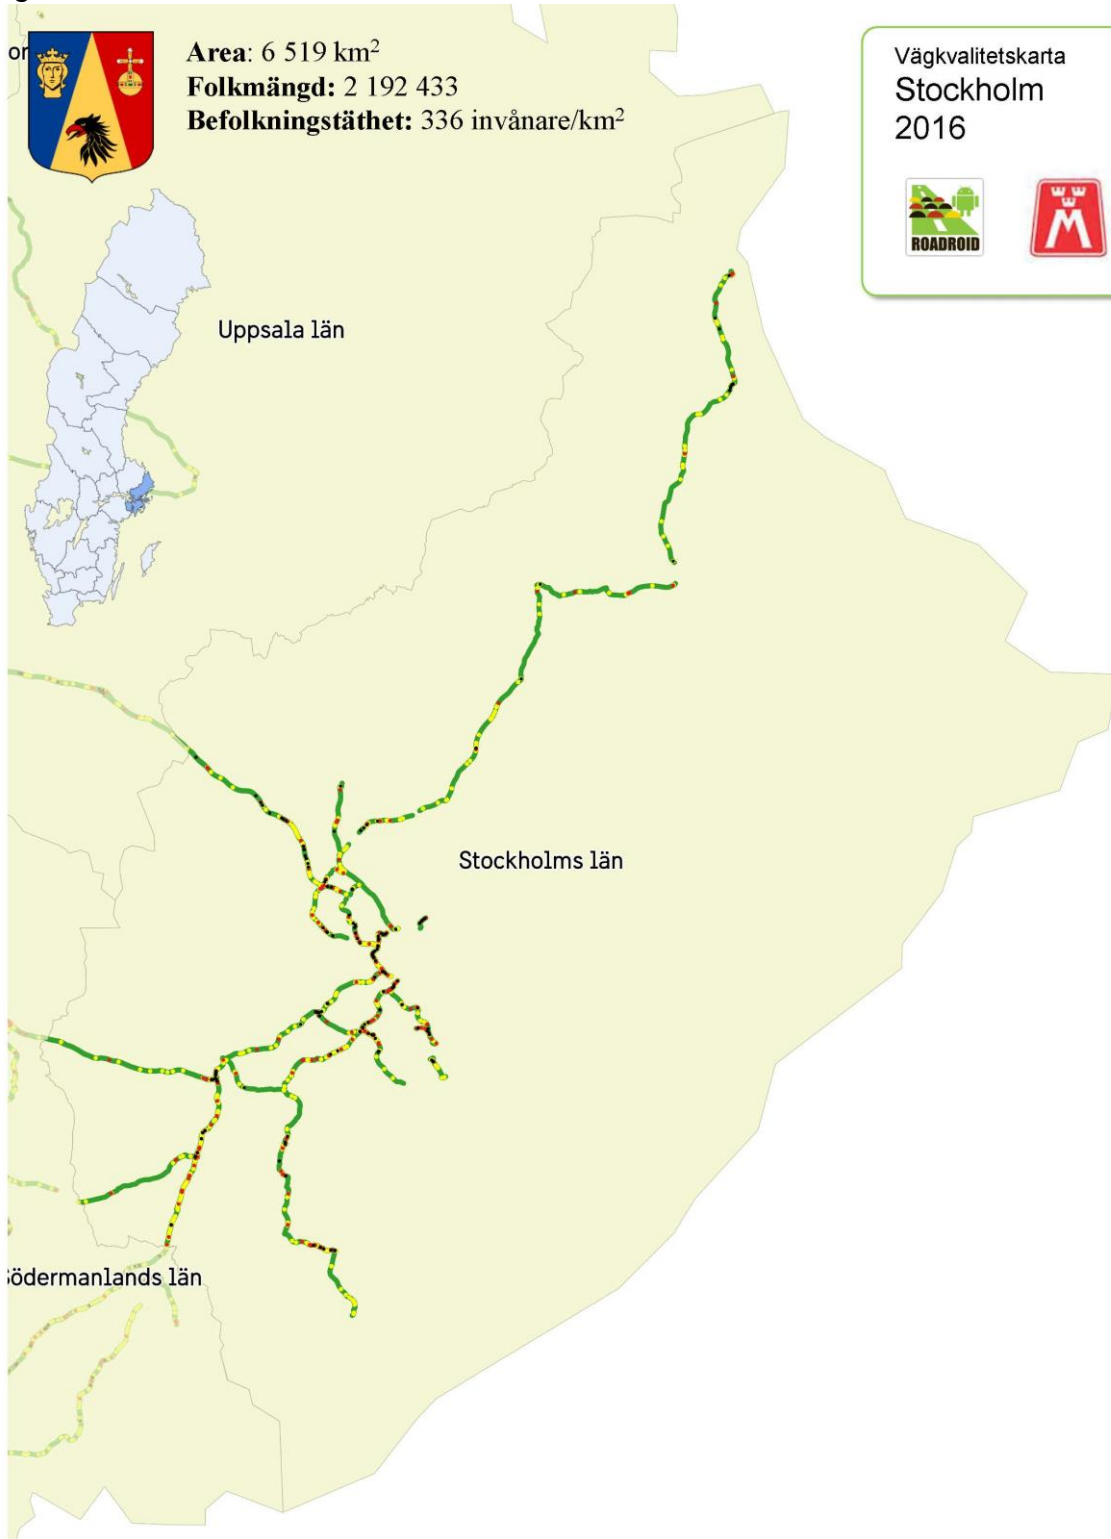 Area: 6 519 km²
Folkmängd: 2 192 433
Befolkningstäthet: 336 invånare/km²
Vägkvalitetskarta
Stockholm
2016
ROADROID
M
Uppsala län
Stockholms län
Södermanlands län